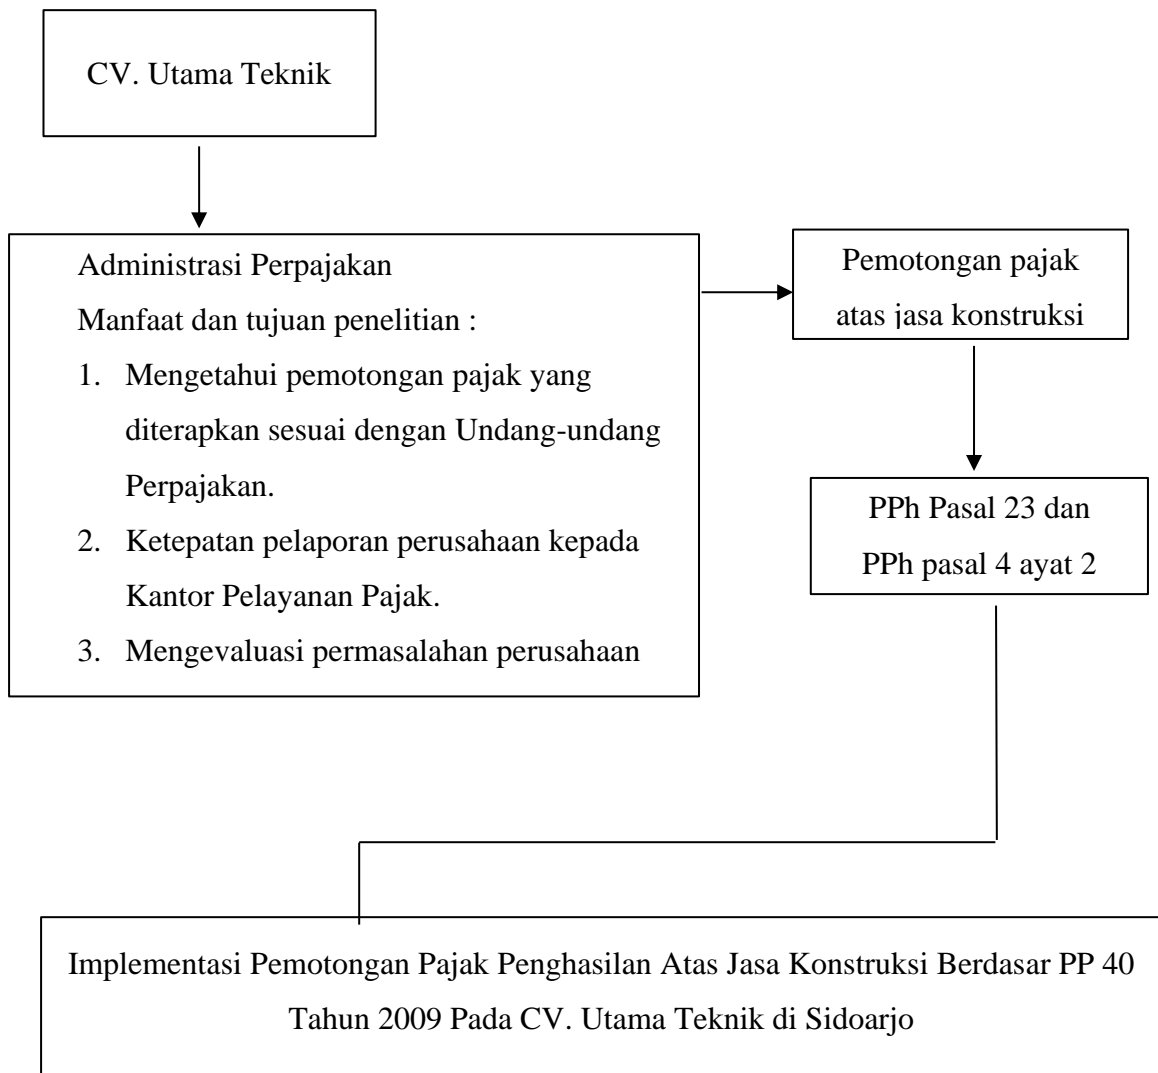 CV. Utama Teknik
Administrasi Perpajakan
Manfaat dan tujuan penelitian :
1. Mengetahui pemotongan pajak yang
diterapkan sesuai dengan Undang-undang
Perpajakan.
2. Ketepatan pelaporan perusahaan kepada
Kantor Pelayanan Pajak.
3. Mengevaluasi permasalahan perusahaan
Pemotongan pajak
atas jasa konstruksi
PPh Pasal 23 dan
PPh pasal 4 ayat 2
Implementasi Pemotongan Pajak Penghasilan Atas Jasa Konstruksi Berdasar PP 40
Tahun 2009 Pada CV. Utama Teknik di Sidoarjo